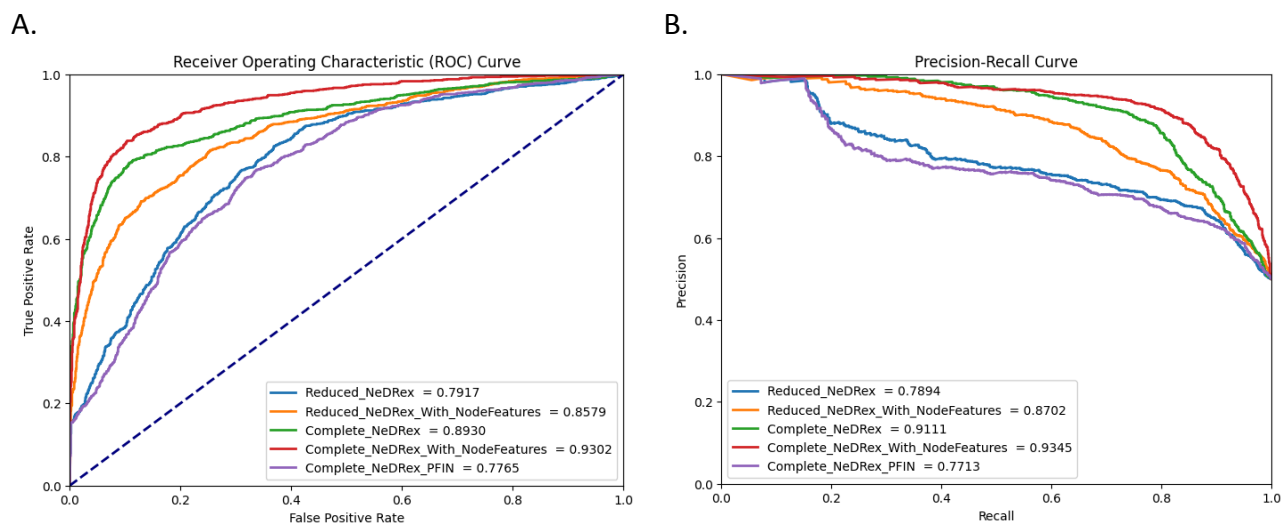 A.
Receiver Operating Characteristic (ROC) Curve
1.0
0.8
0.6
0.4
0.2
0.0
True Positive Rate
0.0 0.2 0.4 0.6 0.8 1.0
False Positive Rate
Reduced_NeDRex = 0.7917
Reduced_NeDRex_With_NodeFeatures = 0.8579
Complete_NeDRex = 0.8930
Complete_NeDRex_With_NodeFeatures = 0.9302
Complete_NeDRex_PFIN = 0.7765
B.
Precision-Recall Curve
1.0
0.8
0.6
0.4
0.2
0.0
Precision
0.0 0.2 0.4 0.6 0.8 1.0
Recall
Reduced_NeDRex = 0.7894
Reduced_NeDRex_With_NodeFeatures = 0.8702
Complete_NeDRex = 0.9111
Complete_NeDRex_With_NodeFeatures = 0.9345
Complete_NeDRex_PFIN = 0.7713